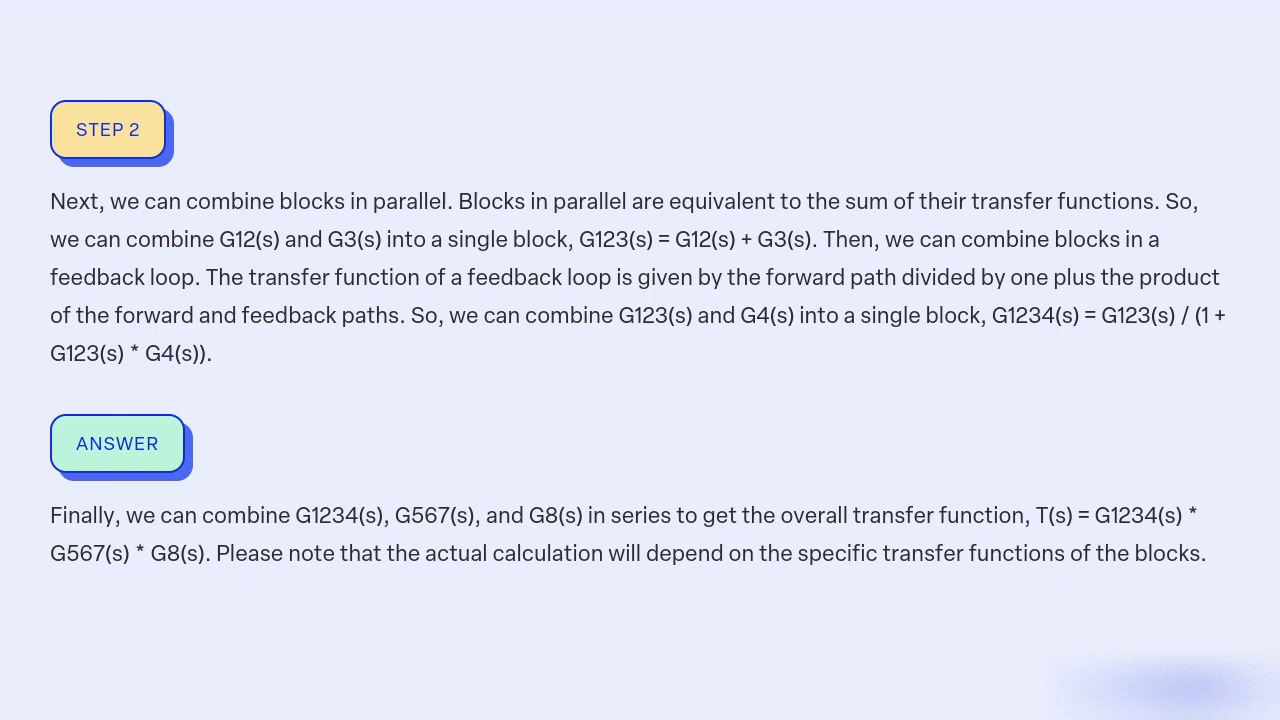 STEP 2
Next, we can combine blocks in parallel. Blocks in parallel are equivalent to the sum of their transfer functions. So,
we can combine G12(s) and G3(s) into a single block, G123(s) = G12(s) + G3(s). Then, we can combine blocks in a
feedback loop. The transfer function of a feedback loop is given by the forward path divided by one plus the product
of the forward and feedback paths. So, we can combine G123(s) and G4(s) into a single block, G1234(s) = G123(s) / (1 +
G123(s) * G4(s)).
ANSWER
Finally, we can combine G1234(s), G567(s), and G8(s) in series to get the overall transfer function, T(s) = G1234(s) *
G567(s) * G8(s). Please note that the actual calculation will depend on the specific transfer functions of the blocks.